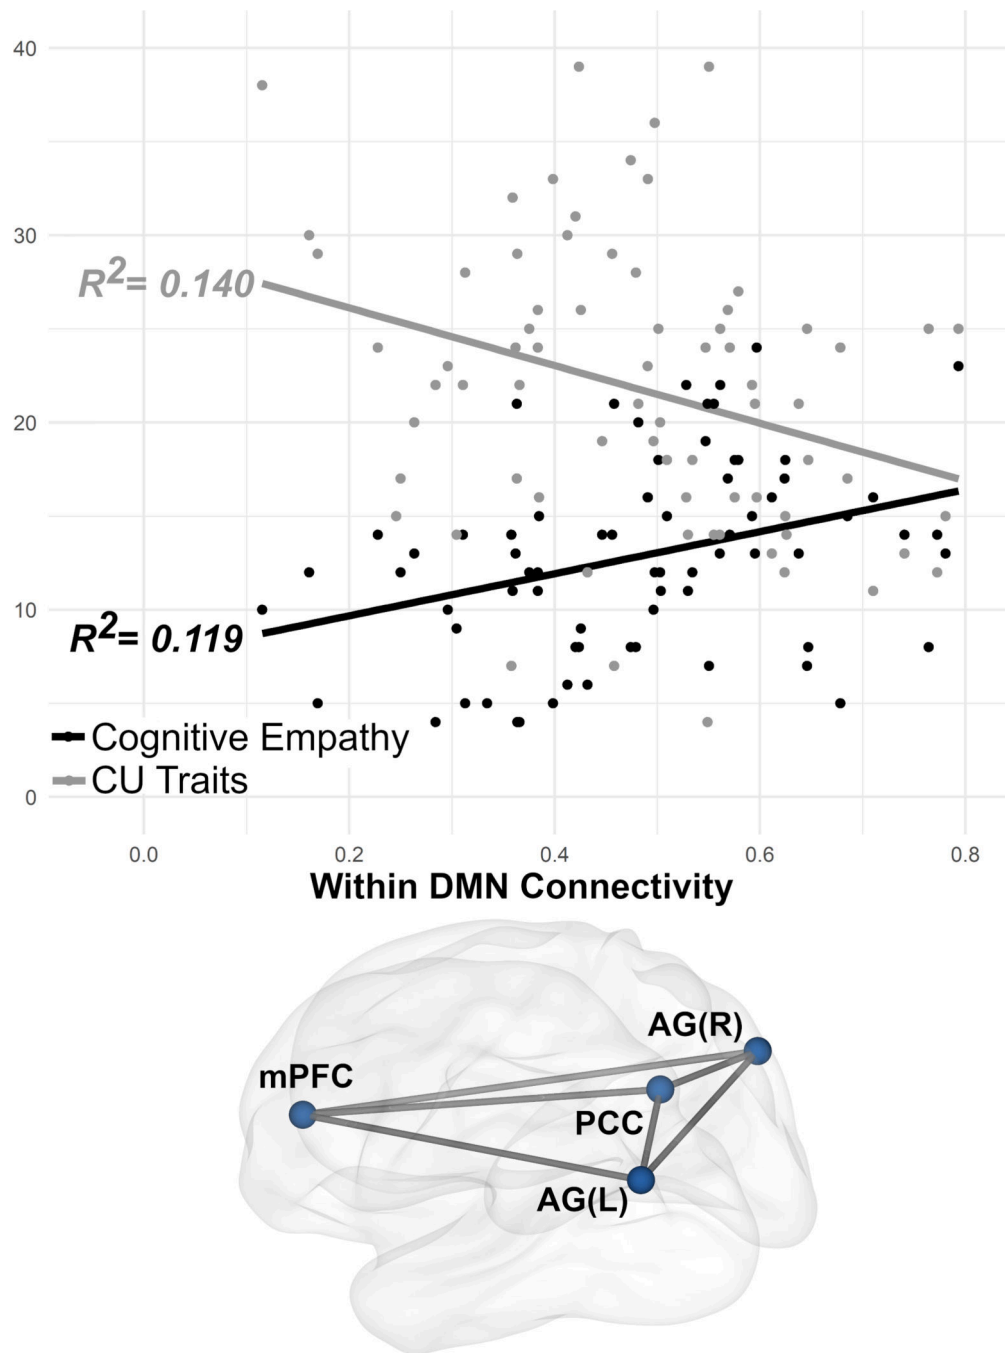 40
30
R²= 0.140
20
10
R²= 0.119
Cognitive Empathy
CU Traits
0
0.0 0.2 0.4 0.6 0.8
Within DMN Connectivity
AG(R)
mPFC
PCC
AG(L)